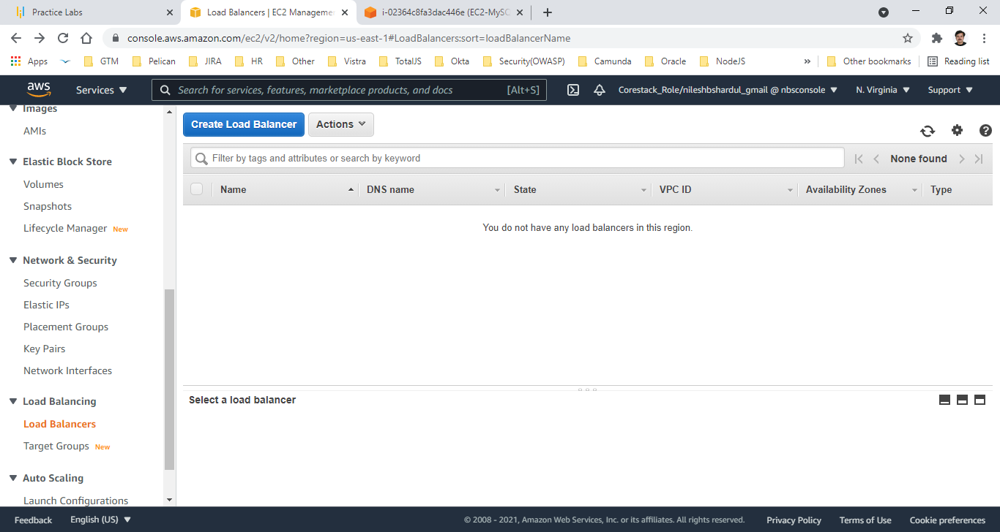 Practice Labs
Load Balancers | EC2 Manageme
i-02364c8fa3dac446e (EC2-MySC
console.aws.amazon.com/ec2/v2/home?region=us-east-1#LoadBalancers:sort=loadBalancerName
Apps GTM Pelican JIRA HR Other Vistra TotalJS Okta Security(OWASP) Camunda Oracle NodeJS » Other bookmarks Reading list
aws Services Search for services, features, marketplace products, and docs [Alt+S] Corestack_Role/nileshbshardul_gmail @ nbsconsole N. Virginia Support
Images
AMIs
Elastic Block Store
Volumes
Snapshots
Lifecycle Manager New
Network & Security
Security Groups
Elastic IPs
Placement Groups
Key Pairs
Network Interfaces
Load Balancing
Load Balancers
Target Groups New
Auto Scaling
Launch Configurations
Create Load Balancer Actions
Filter by tags and attributes or search by keyword
None found
Name DNS name State VPC ID Availability Zones Type
You do not have any load balancers in this region.
Select a load balancer
Feedback English (US) © 2008 - 2021, Amazon Web Services, Inc. or its affiliates. All rights reserved. Privacy Policy Terms of Use Cookie preferences